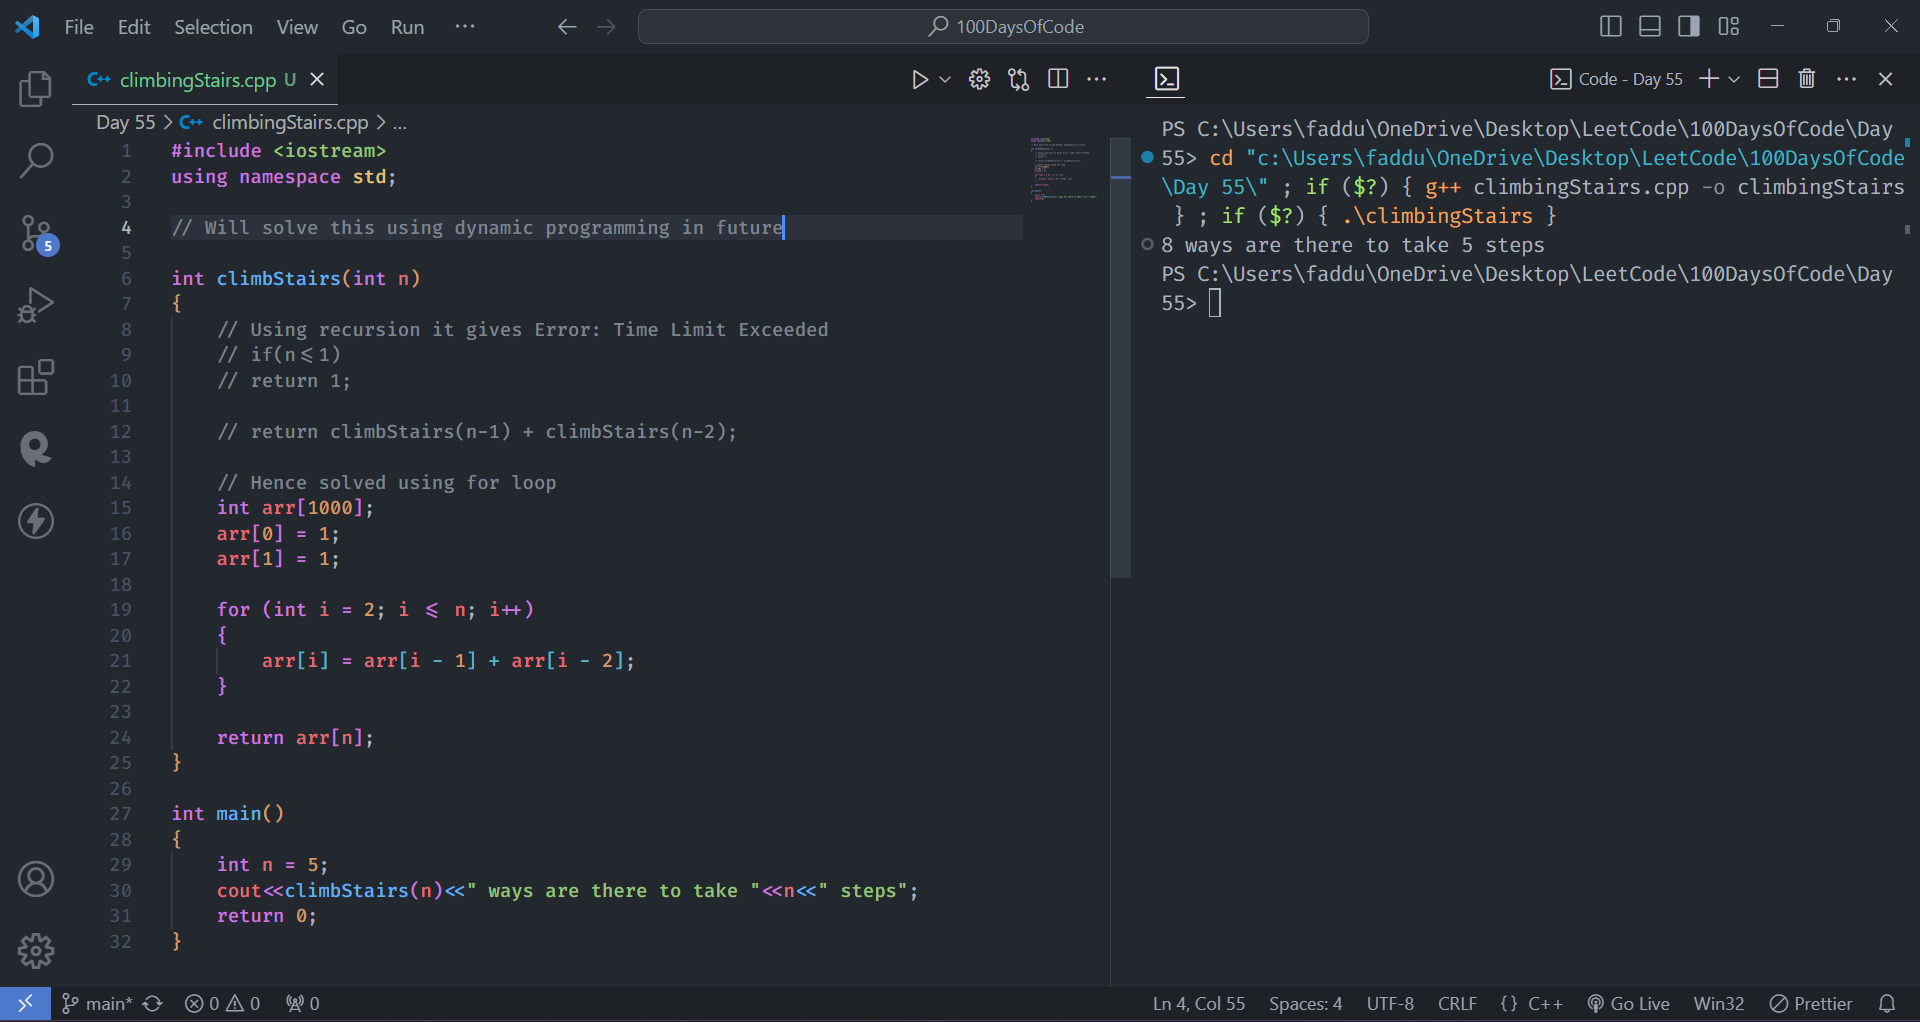 File Edit Selection View Go Run ··· 100DaysOfCode
C++ climbingStairs.cpp U
Day 55 > C++ climbingStairs.cpp > ...
1 #include <iostream>
2 using namespace std;
3
4 // Will solve this using dynamic programming in future
5
6 int climbStairs(int n)
7 {
8 // Using recursion it gives Error: Time Limit Exceeded
9 // if(n<=1)
10 // return 1;
11
12 // return climbStairs(n-1) + climbStairs(n-2);
13
14 // Hence solved using for loop
15 int arr[1000];
16 arr[0] = 1;
17 arr[1] = 1;
18
19 for (int i = 2; i <= n; i++)
20 {
21 arr[i] = arr[i - 1] + arr[i - 2];
22 }
23
24 return arr[n];
25 }
26
27 int main()
28 {
29 int n = 5;
30 cout<<climbStairs(n)<<" ways are there to take "<<n<<" steps";
31 return 0;
32 }
Code - Day 55
PS C:\Users\faddu\OneDrive\Desktop\LeetCode\100DaysOfCode\Day
55> cd "c:\Users\faddu\OneDrive\Desktop\LeetCode\100DaysOfCode
\Day 55\" ; if ($?) { g++ climbingStairs.cpp -o climbingStairs
} ; if ($?) { .\climbingStairs }
8 ways are there to take 5 steps
PS C:\Users\faddu\OneDrive\Desktop\LeetCode\100DaysOfCode\Day
55>
5
main* 0 0 0 Ln 4, Col 55 Spaces: 4 UTF-8 CRLF {} C++ Go Live Win32 Prettier